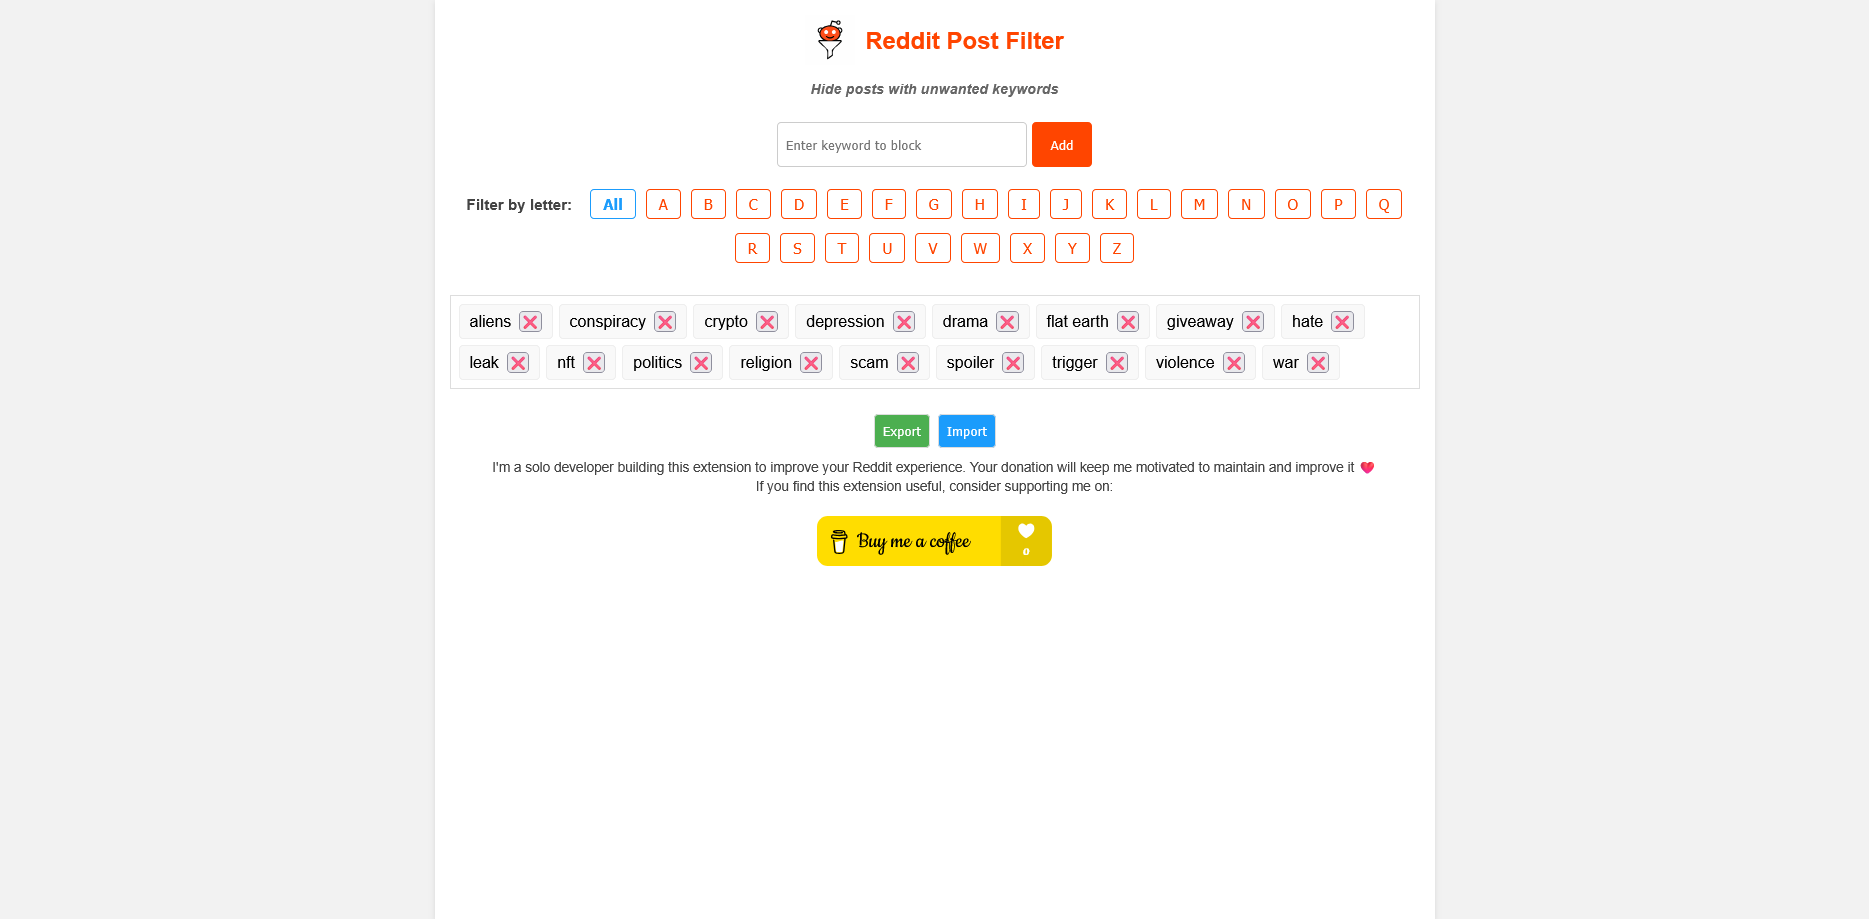 Reddit Post Filter
Hide posts with unwanted keywords
Enter keyword to block Add
Filter by letter: All A B C D E F G H I J K L M N O P Q
R S T U V W X Y Z
aliens conspiracy crypto depression drama flat earth giveaway hate
leak nft politics religion scam spoiler trigger violence war
Export Import
I'm a solo developer building this extension to improve your Reddit experience. Your donation will keep me motivated to maintain and improve it
If you find this extension useful, consider supporting me on:
Buy me a coffee
0